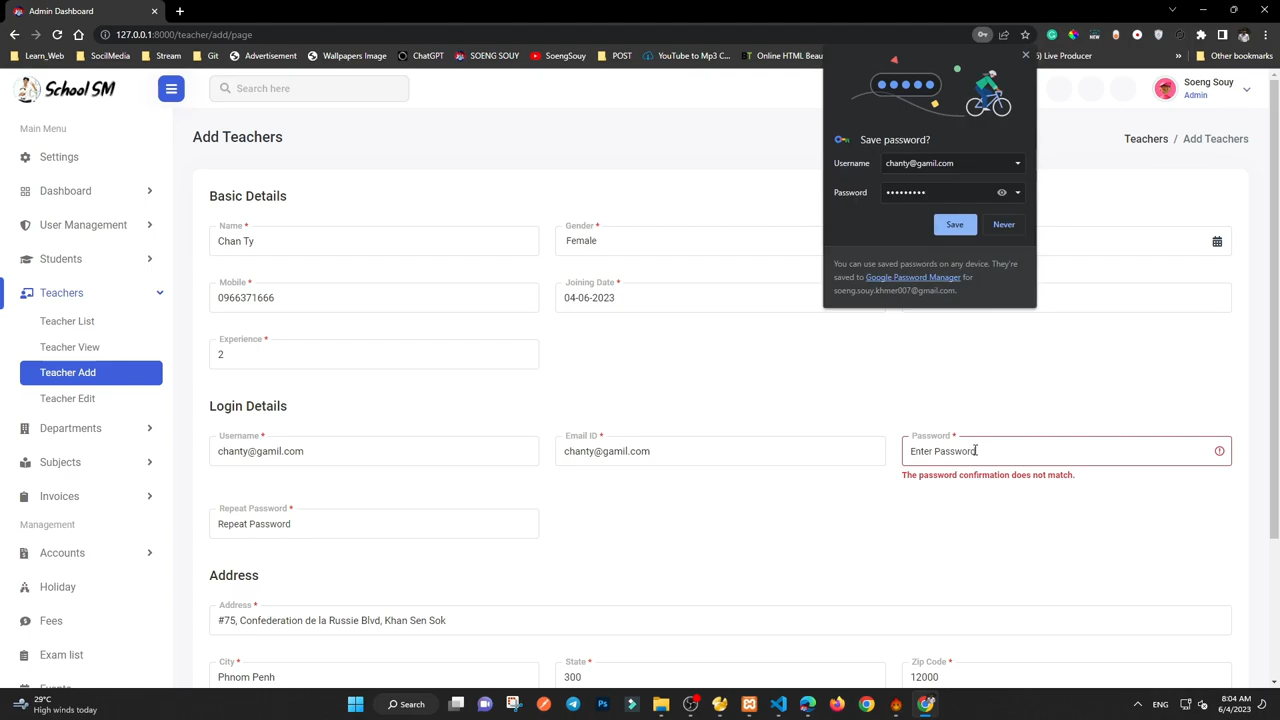 Admin Dashboard
127.0.0.1:8000/teacher/add/page
Learn_Web
Stream
Git
Advertisement
Wallpapers Image
ChatGPT
SOENG SOUY
SoengSouy
POST
YouTube to Mp3 C...
Online HTML Beau
) Live Producer
Other bookmarks
School SM
Search here
Soeng Souy
Admin
Main Menu
Settings
Dashboard
User Management
Students
Teachers
Teacher List
Teacher View
Teacher Add
Teacher Edit
Departments
Subjects
Invoices
Management
Accounts
Holiday
Fees
Exam list
Events
Add Teachers
Teachers / Add Teachers
Save password?
Username
chanty@gamil.com
Password
•••••••••
Save
Never
You can use saved passwords on any device. They're
saved to Google Password Manager for
soeng.souy.khmer007@gmail.com.
Basic Details
Name *
Chan Ty
Gender *
Female
Mobile *
0966371666
Joining Date *
04-06-2023
Experience *
2
Login Details
Username *
chanty@gamil.com
Email ID *
chanty@gamil.com
Password *
Enter Password
The password confirmation does not match.
Repeat Password *
Repeat Password
Address
Address *
#75, Confederation de la Russie Blvd, Khan Sen Sok
City *
Phnom Penh
State *
300
Zip Code *
12000
29°C
High winds today
Search
ENG
8:04 AM
6/4/2023